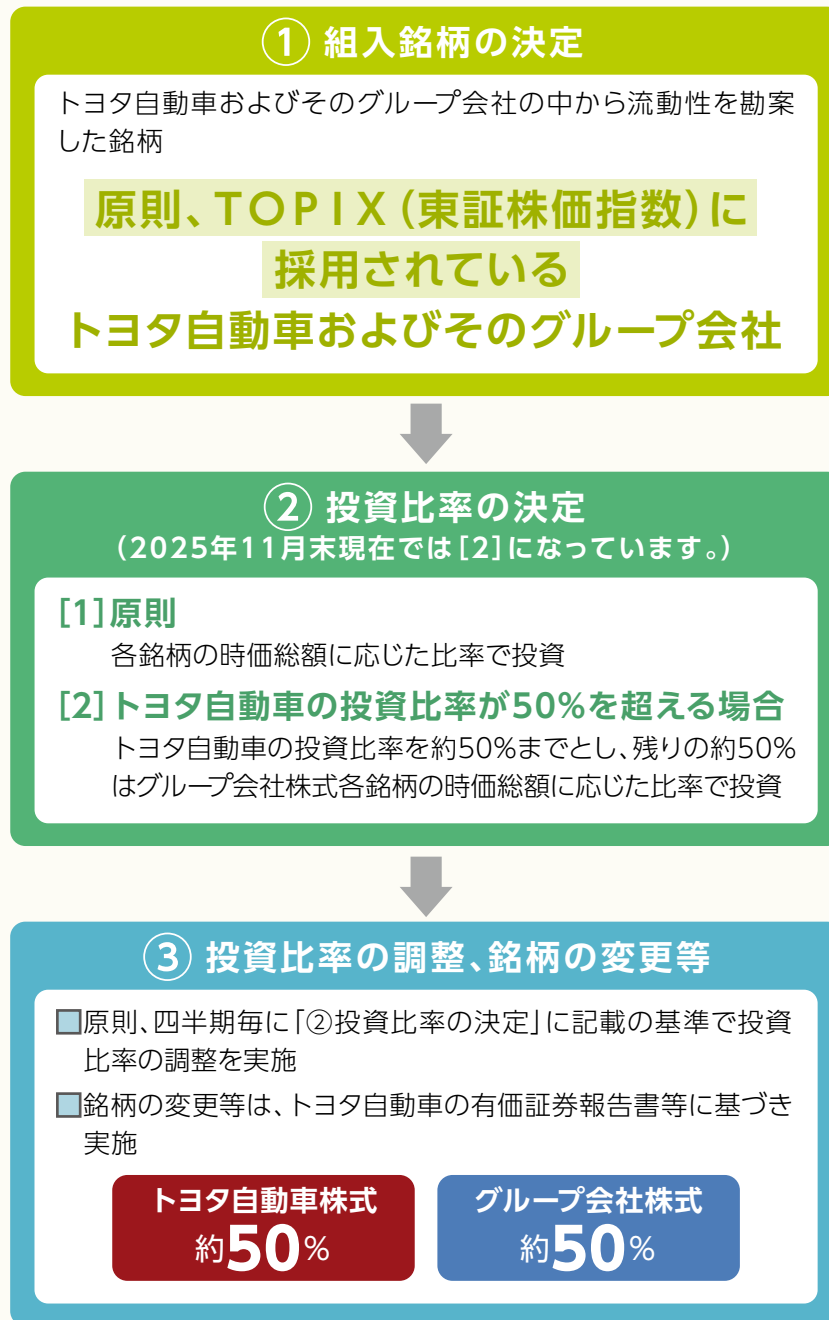 ① 組入銘柄の決定
トヨタ自動車およびそのグループ会社の中から流動性を勘案
した銘柄
原則、TOPIX(東証株価指数)に
採用されている
トヨタ自動車およびそのグループ会社
② 投資比率の決定
(2025年11月末現在では[2]になっています。)
[1]原則
各銘柄の時価総額に応じた比率で投資
[2]トヨタ自動車の投資比率が50%を超える場合
トヨタ自動車の投資比率を約50%までとし、残りの約50%
はグループ会社株式各銘柄の時価総額に応じた比率で投資
③ 投資比率の調整、銘柄の変更等
■原則、四半期毎に「②投資比率の決定」に記載の基準で投資
比率の調整を実施
■銘柄の変更等は、トヨタ自動車の有価証券報告書等に基づき
実施
トヨタ自動車株式
約50%
グループ会社株式
約50%